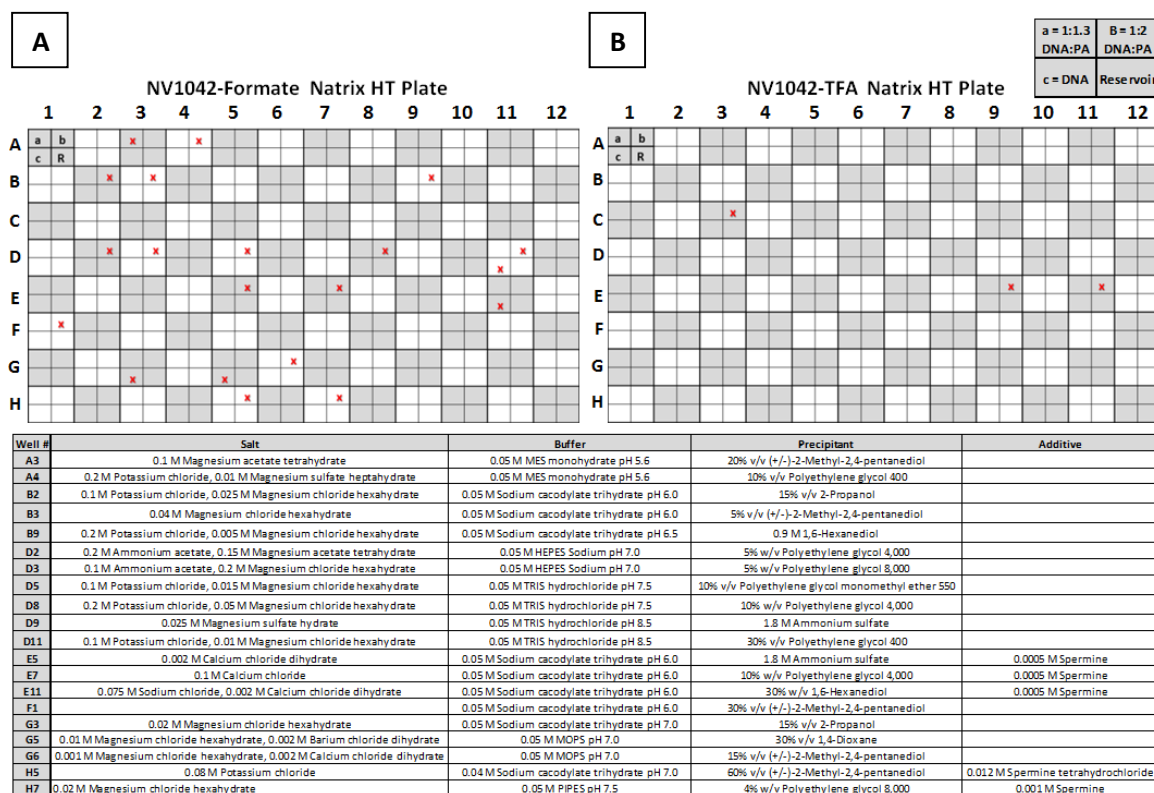 A
B
a = 1:1.3 B = 1:2
DNA:PA DNA:PA
c = DNA Reservoir
NV1042-Formate Natrix HT Plate
NV1042-TFA Natrix HT Plate
1 2 3 4 5 6 7 8 9 10 11 12
1 2 3 4 5 6 7 8 9 10 11 12
A a b x x
c R
B x x x
C
D x x x x x
x
E x x
x
F x
G x
x x
H x x
A a b
c R
B
C x
D
E x x
F
G
H
Well # Salt Buffer Precipitant Additive
A3 0.1 M Magnesium acetate tetrahydrate 0.05 M MES monohydrate pH 5.6 20% v/v (+/-)-2-Methyl-2,4-pentanediol
A4 0.2 M Potassium chloride, 0.01 M Magnesium sulfate heptahydrate 0.05 M MES monohydrate pH 5.6 10% v/v Polyethylene glycol 400
B2 0.1 M Potassium chloride, 0.025 M Magnesium chloride hexahydrate 0.05 M Sodium cacodylate trihydrate pH 6.0 15% v/v 2-Propanol
B3 0.04 M Magnesium chloride hexahydrate 0.05 M Sodium cacodylate trihydrate pH 6.0 5% v/v (+/-)-2-Methyl-2,4-pentanediol
B9 0.2 M Potassium chloride, 0.005 M Magnesium chloride hexahydrate 0.05 M Sodium cacodylate trihydrate pH 6.5 0.9 M 1,6-Hexanediol
D2 0.2 M Ammonium acetate, 0.15 M Magnesium acetate tetrahydrate 0.05 M HEPES Sodium pH 7.0 5% w/v Polyethylene glycol 4,000
D3 0.1 M Ammonium acetate, 0.2 M Magnesium chloride hexahydrate 0.05 M HEPES Sodium pH 7.0 5% w/v Polyethylene glycol 8,000
D5 0.1 M Potassium chloride, 0.015 M Magnesium chloride hexahydrate 0.05 M TRIS hydrochloride pH 7.5 10% v/v Polyethylene glycol monomethyl ether 550
D8 0.2 M Potassium chloride, 0.05 M Magnesium chloride hexahydrate 0.05 M TRIS hydrochloride pH 7.5 10% w/v Polyethylene glycol 4,000
D9 0.025 M Magnesium sulfate hydrate 0.05 M TRIS hydrochloride pH 8.5 1.8 M Ammonium sulfate
D11 0.1 M Potassium chloride, 0.01 M Magnesium chloride hexahydrate 0.05 M TRIS hydrochloride pH 8.5 30% v/v Polyethylene glycol 400
E5 0.002 M Calcium chloride dihydrate 0.05 M Sodium cacodylate trihydrate pH 6.0 1.8 M Ammonium sulfate 0.0005 M Spermine
E7 0.1 M Calcium chloride 0.05 M Sodium cacodylate trihydrate pH 6.0 10% w/v Polyethylene glycol 4,000 0.0005 M Spermine
E11 0.075 M Sodium chloride, 0.002 M Calcium chloride dihydrate 0.05 M Sodium cacodylate trihydrate pH 6.0 30% w/v 1,6-Hexanediol 0.0005 M Spermine
F1 0.05 M Sodium cacodylate trihydrate pH 6.0 30% v/v (+/-)-2-Methyl-2,4-pentanediol
G3 0.02 M Magnesium chloride hexahydrate 0.05 M Sodium cacodylate trihydrate pH 7.0 15% v/v 2-Propanol
G5 0.01 M Magnesium chloride hexahydrate, 0.002 M Barium chloride dihydrate 0.05 M MOPS pH 7.0 30% v/v 1,4-Dioxane
G6 0.001 M Magnesium chloride hexahydrate, 0.002 M Calcium chloride dihydrate 0.05 M MOPS pH 7.0 15% v/v (+/-)-2-Methyl-2,4-pentanediol
H5 0.08 M Potassium chloride 0.04 M Sodium cacodylate trihydrate pH 7.0 60% v/v (+/-)-2-Methyl-2,4-pentanediol 0.012 M Spermine tetrahydrochloride
H7 0.02 M Magnesium chloride hexahydrate 0.05 M PIPES pH 7.5 4% w/v Polyethylene glycol 8,000 0.001 M Spermine